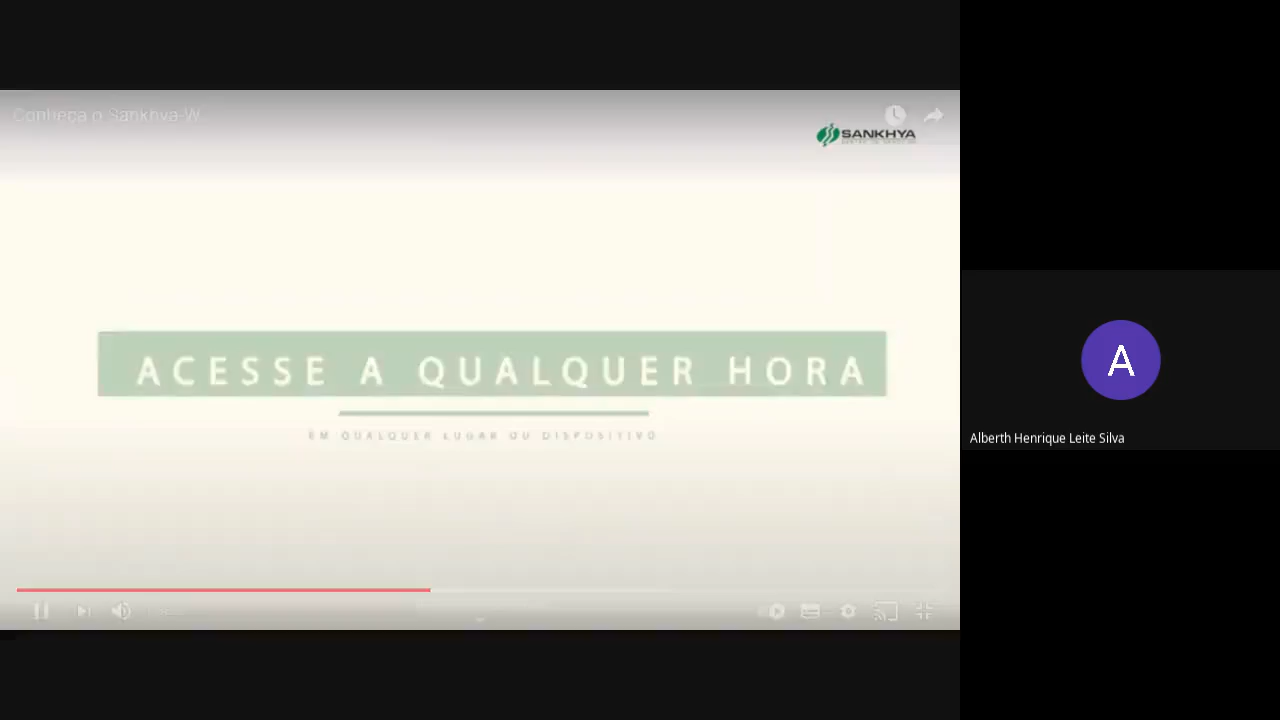 Conheça o Sankhya-W
SANKHYA
ACESSE A QUALQUER HORA
EM QUALQUER LUGAR OU DISPOSITIVO
A
Alberth Henrique Leite Silva